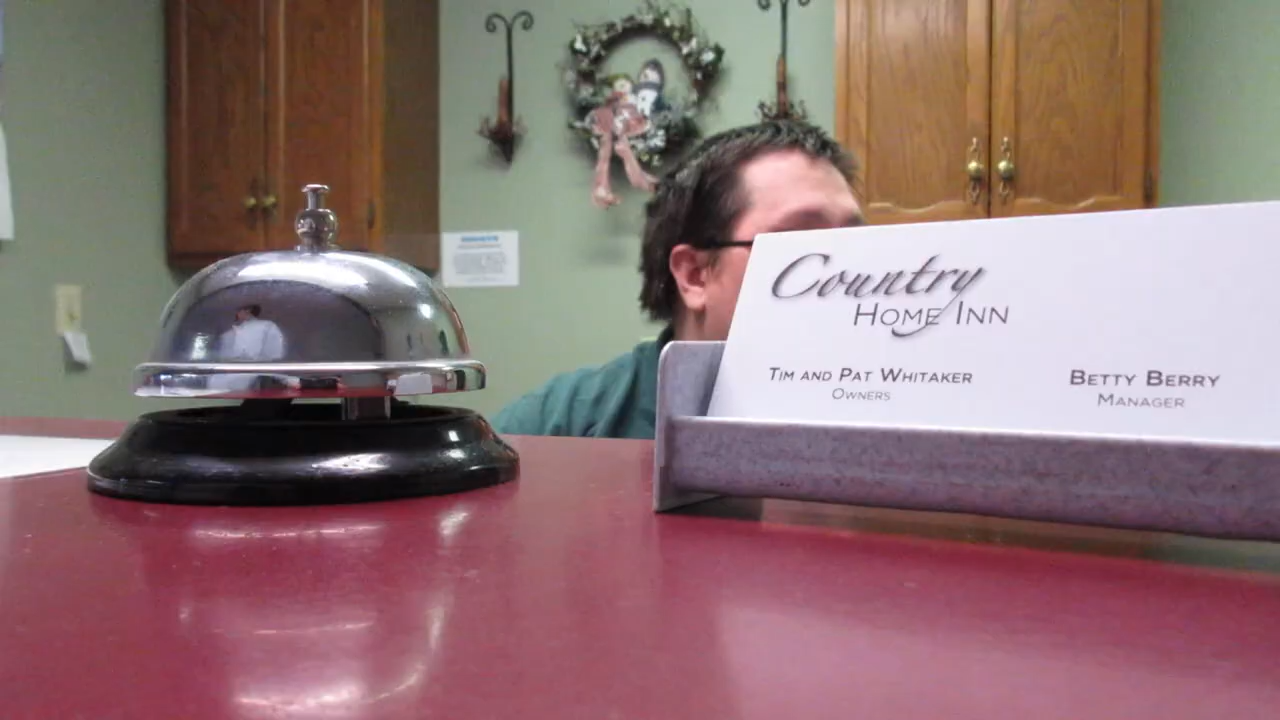 Country
HOME INN
TIM AND PAT WHITAKER
OWNERS
BETTY BERRY
MANAGER